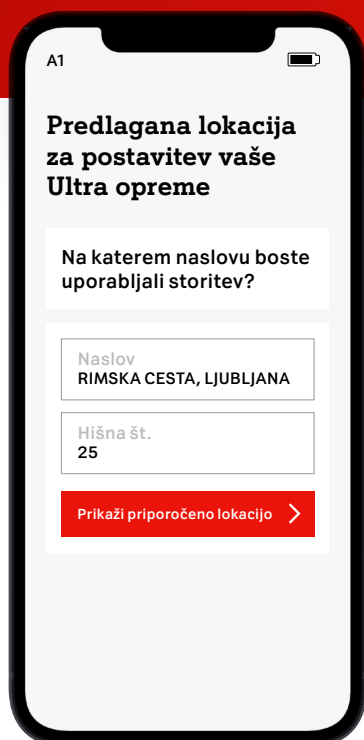 A1
Predlagana lokacija
za postavitev vaše
Ultra opreme
Na katerem naslovu boste
uporabljali storitev?
Naslov
RIMSKA CESTA, LJUBLJANA
Hišna št.
25
Prikaži priporočeno lokacijo